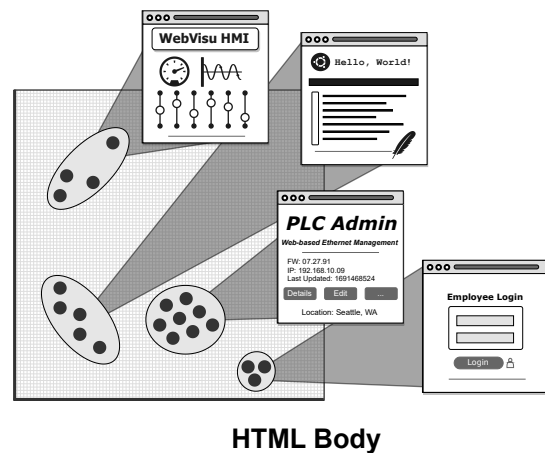 WebVisu HMI
Hello, World!
PLC Admin
Web-based Ethernet Management
FW: 07.27.91
IP: 192.168.10.09
Last Updated: 1691468524
Details Edit ...
Location: Seattle, WA
Employee Login
Login
HTML Body